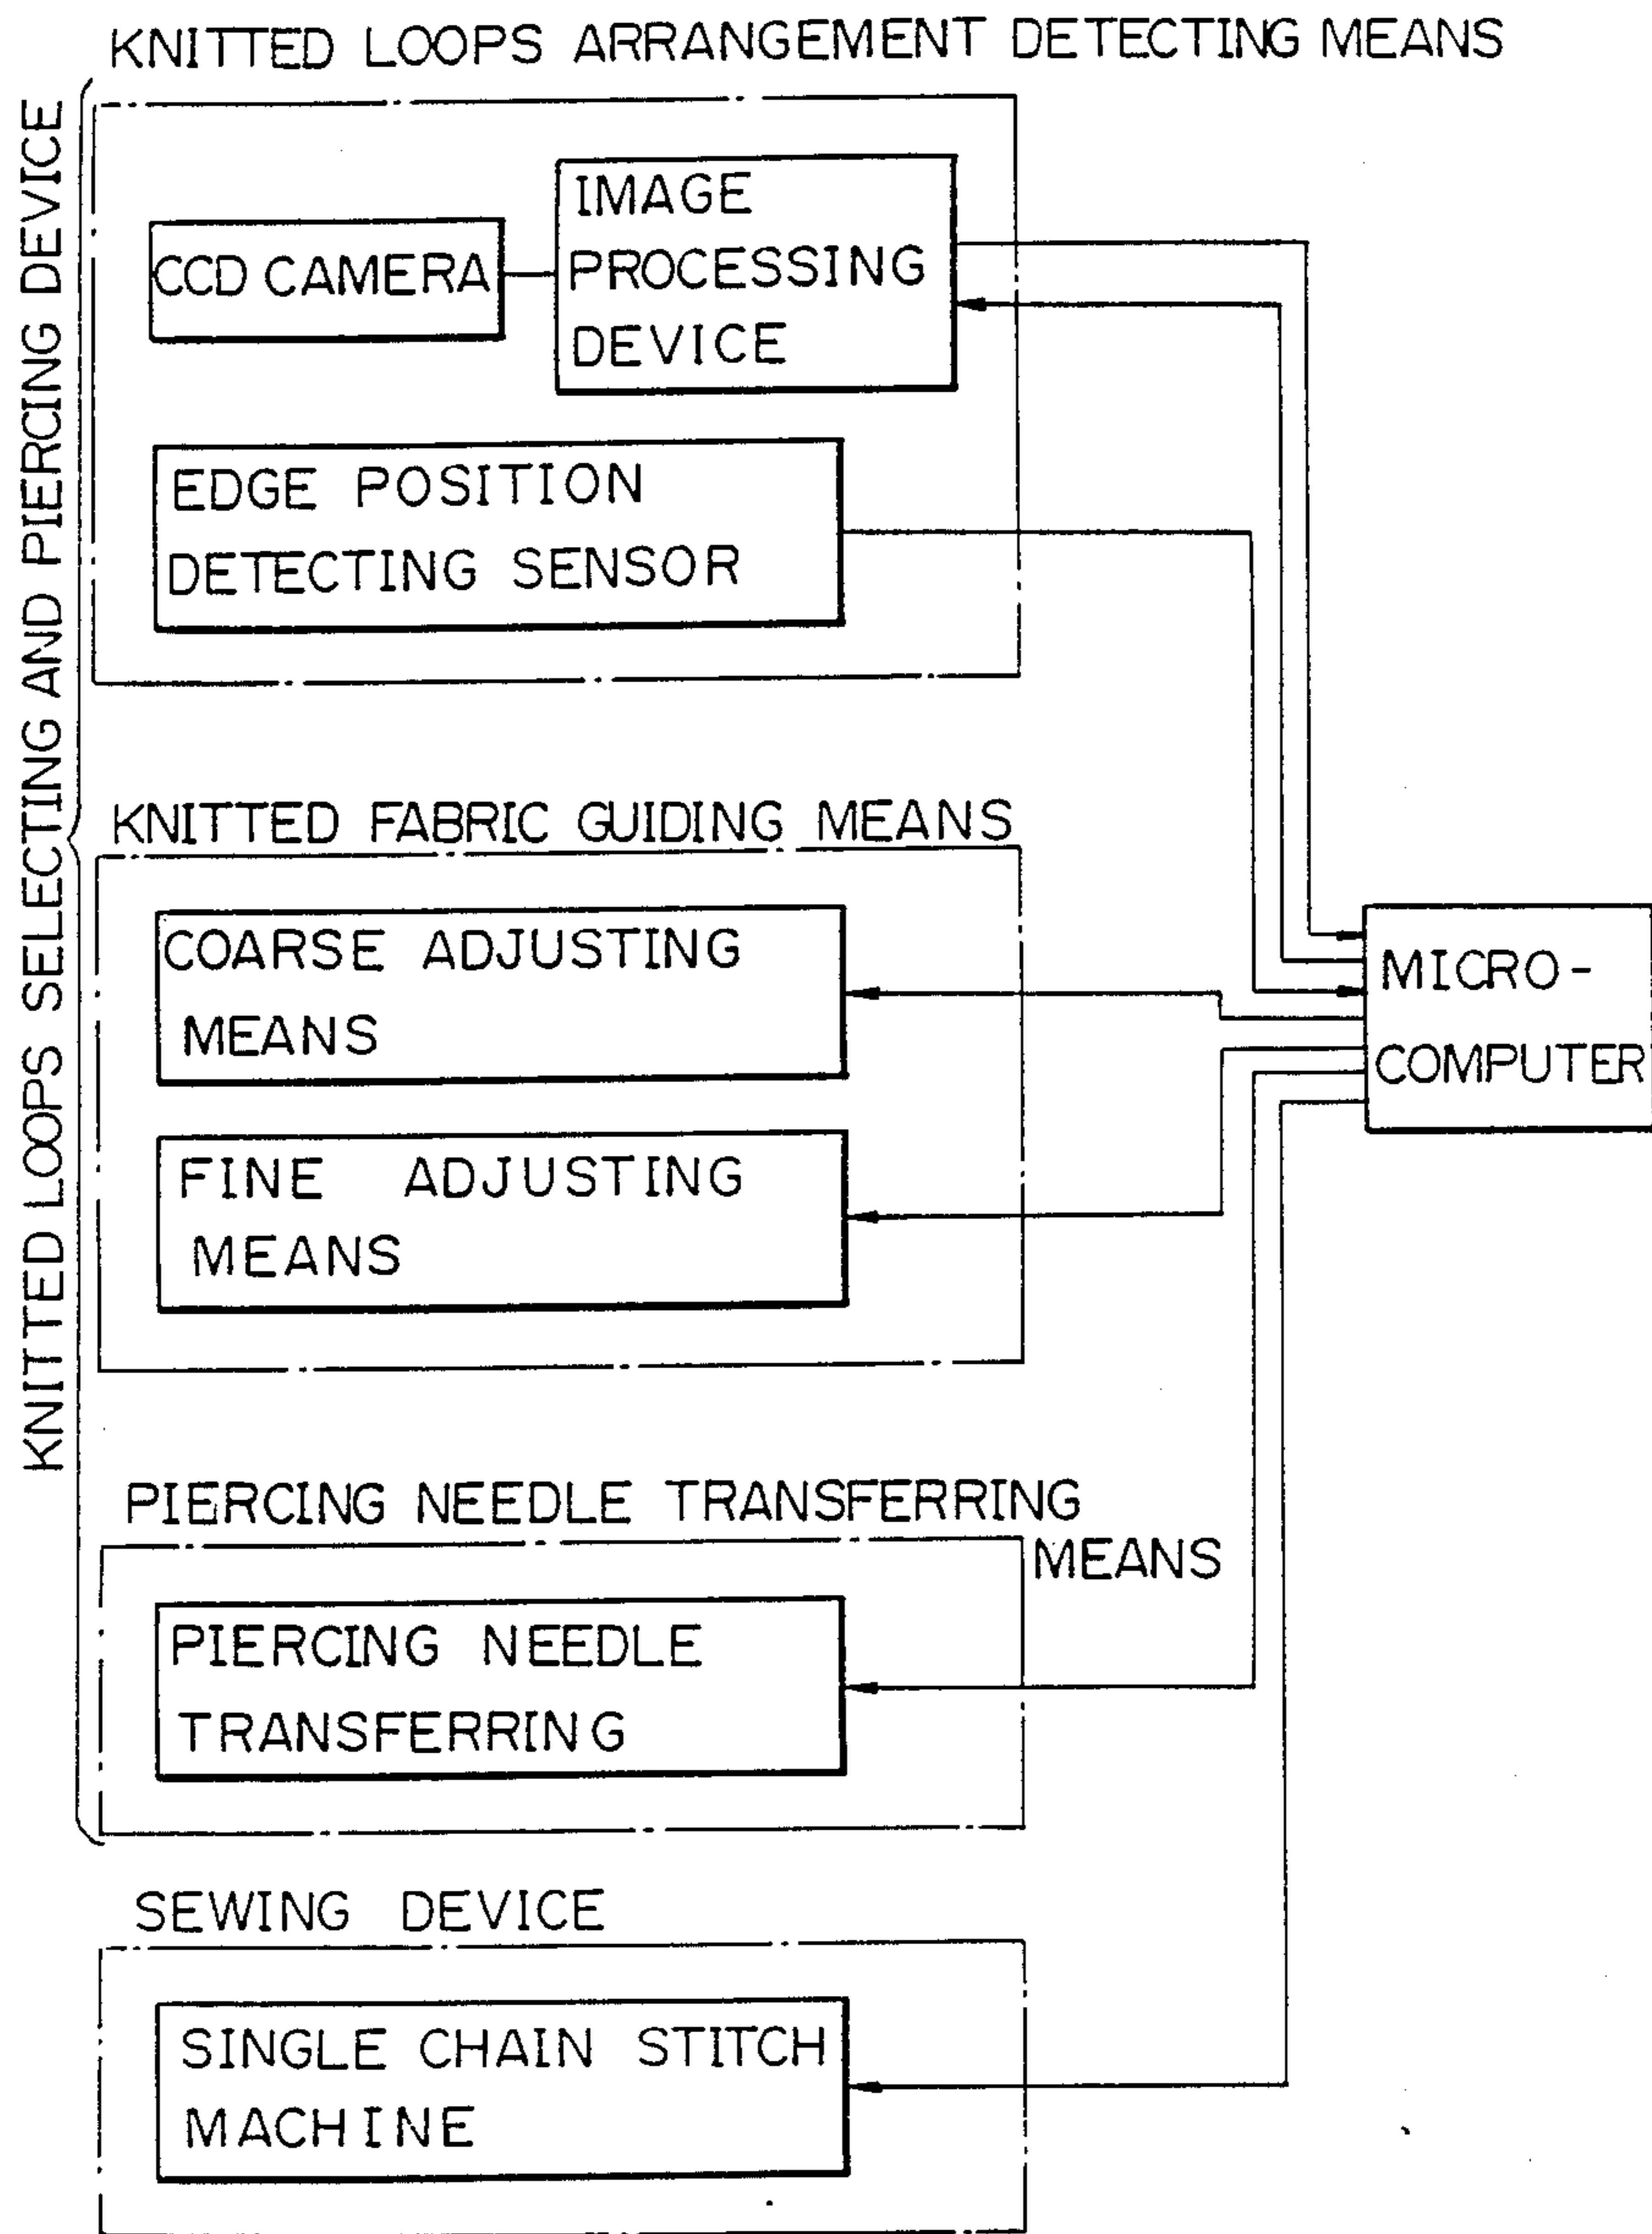 KNITTED LOOPS ARRANGEMENT DETECTING MEANS
KNITTED LOOPS SELECTING AND PIERCING DEVICE
CCD CAMERA
IMAGE
PROCESSING
DEVICE
EDGE POSITION
DETECTING SENSOR
KNITTED FABRIC GUIDING MEANS
COARSE ADJUSTING
MEANS
FINE ADJUSTING
MEANS
MICRO-
COMPUTER
PIERCING NEEDLE TRANSFERRING
MEANS
PIERCING NEEDLE
TRANSFERRING
SEWING DEVICE
SINGLE CHAIN STITCH
MACHINE